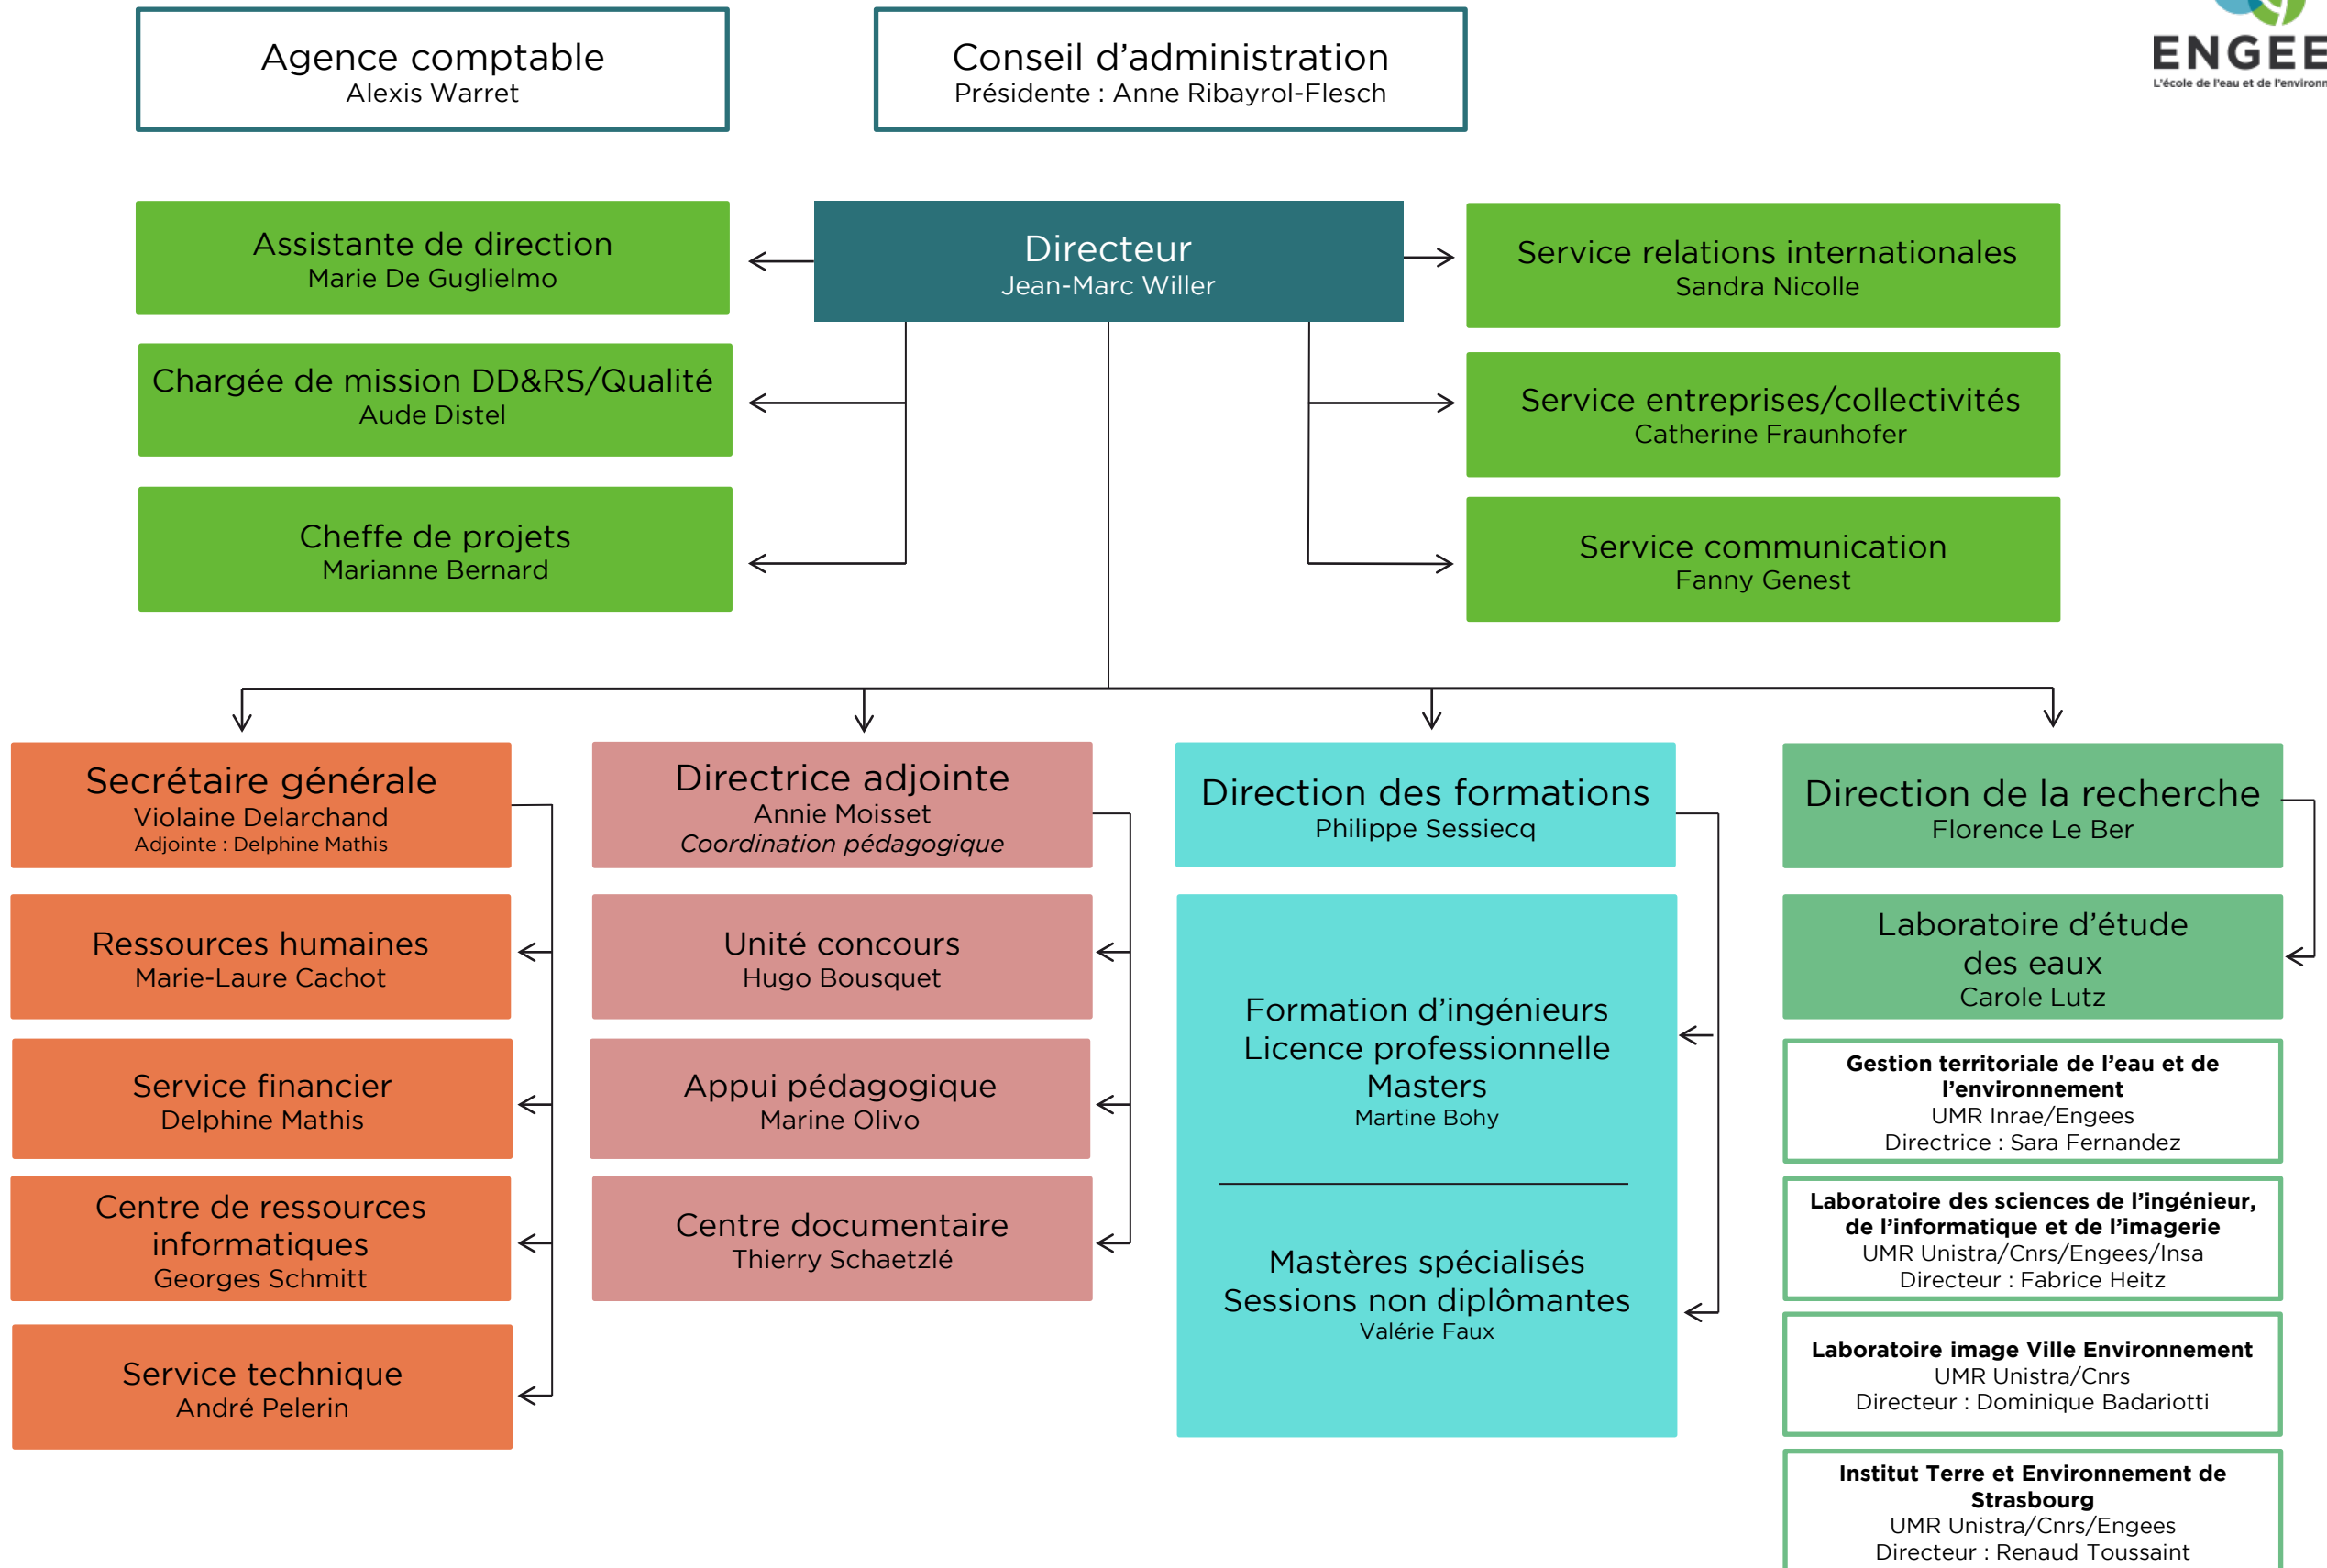 Agence comptable
Alexis Warret
Conseil d'administration
Présidente : Anne Ribayrol-Flesch
ENGEE
L'école de l'eau et de l'environn
Assistante de direction
Marie De Guglielmo
Directeur
Jean-Marc Willer
Service relations internationales
Sandra Nicolle
Chargée de mission DD&RS/Qualité
Aude Distel
Service entreprises/collectivités
Catherine Fraunhofer
Cheffe de projets
Marianne Bernard
Service communication
Fanny Genest
Secrétaire générale
Violaine Delarchand
Adjointe : Delphine Mathis
Ressources humaines
Marie-Laure Cachot
Service financier
Delphine Mathis
Centre de ressources
informatiques
Georges Schmitt
Service technique
André Pelerin
Directrice adjointe
Annie Moisset
Coordination pédagogique
Unité concours
Hugo Bousquet
Appui pédagogique
Marine Olivo
Centre documentaire
Thierry Schaetzlé
Direction des formations
Philippe Sessiecq
Formation d'ingénieurs
Licence professionnelle
Masters
Martine Bohy
Mastères spécialisés
Sessions non diplômantes
Valérie Faux
Direction de la recherche
Florence Le Ber
Laboratoire d'étude
des eaux
Carole Lutz
Gestion territoriale de l'eau et de
l'environnement
UMR Inrae/Engees
Directrice : Sara Fernandez
Laboratoire des sciences de l'ingénieur,
de l'informatique et de l'imagerie
UMR Unistra/Cnrs/Engees/Insa
Directeur : Fabrice Heitz
Laboratoire image Ville Environnement
UMR Unistra/Cnrs
Directeur : Dominique Badariotti
Institut Terre et Environnement de
Strasbourg
UMR Unistra/Cnrs/Engees
Directeur : Renaud Toussaint